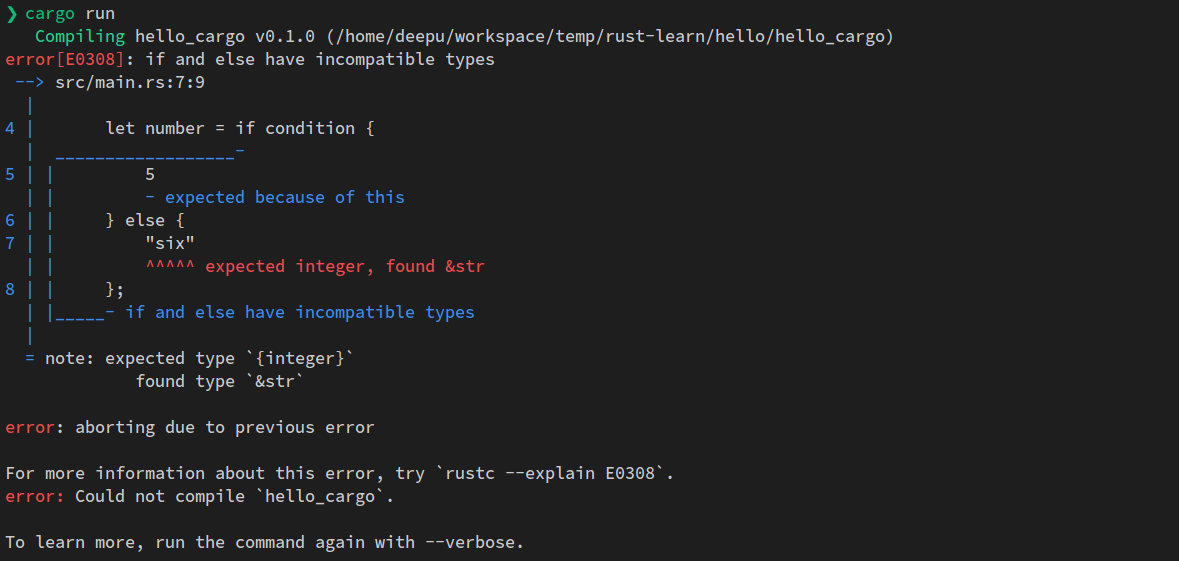 ❯ cargo run
   Compiling hello_cargo v0.1.0 (/home/deepu/workspace/temp/rust-learn/hello/hello_cargo)
error[E0308]: if and else have incompatible types
 --> src/main.rs:7:9
  |
4 |       let number = if condition {
  |  __________________-
5 | |         5
  | |         - expected because of this
6 | |     } else {
7 | |         "six"
  | |         ^^^^^ expected integer, found &str
8 | |     };
  | |_____- if and else have incompatible types
  |
  = note: expected type `{integer}`
             found type `&str`

error: aborting due to previous error

For more information about this error, try `rustc --explain E0308`.
error: Could not compile `hello_cargo`.

To learn more, run the command again with --verbose.